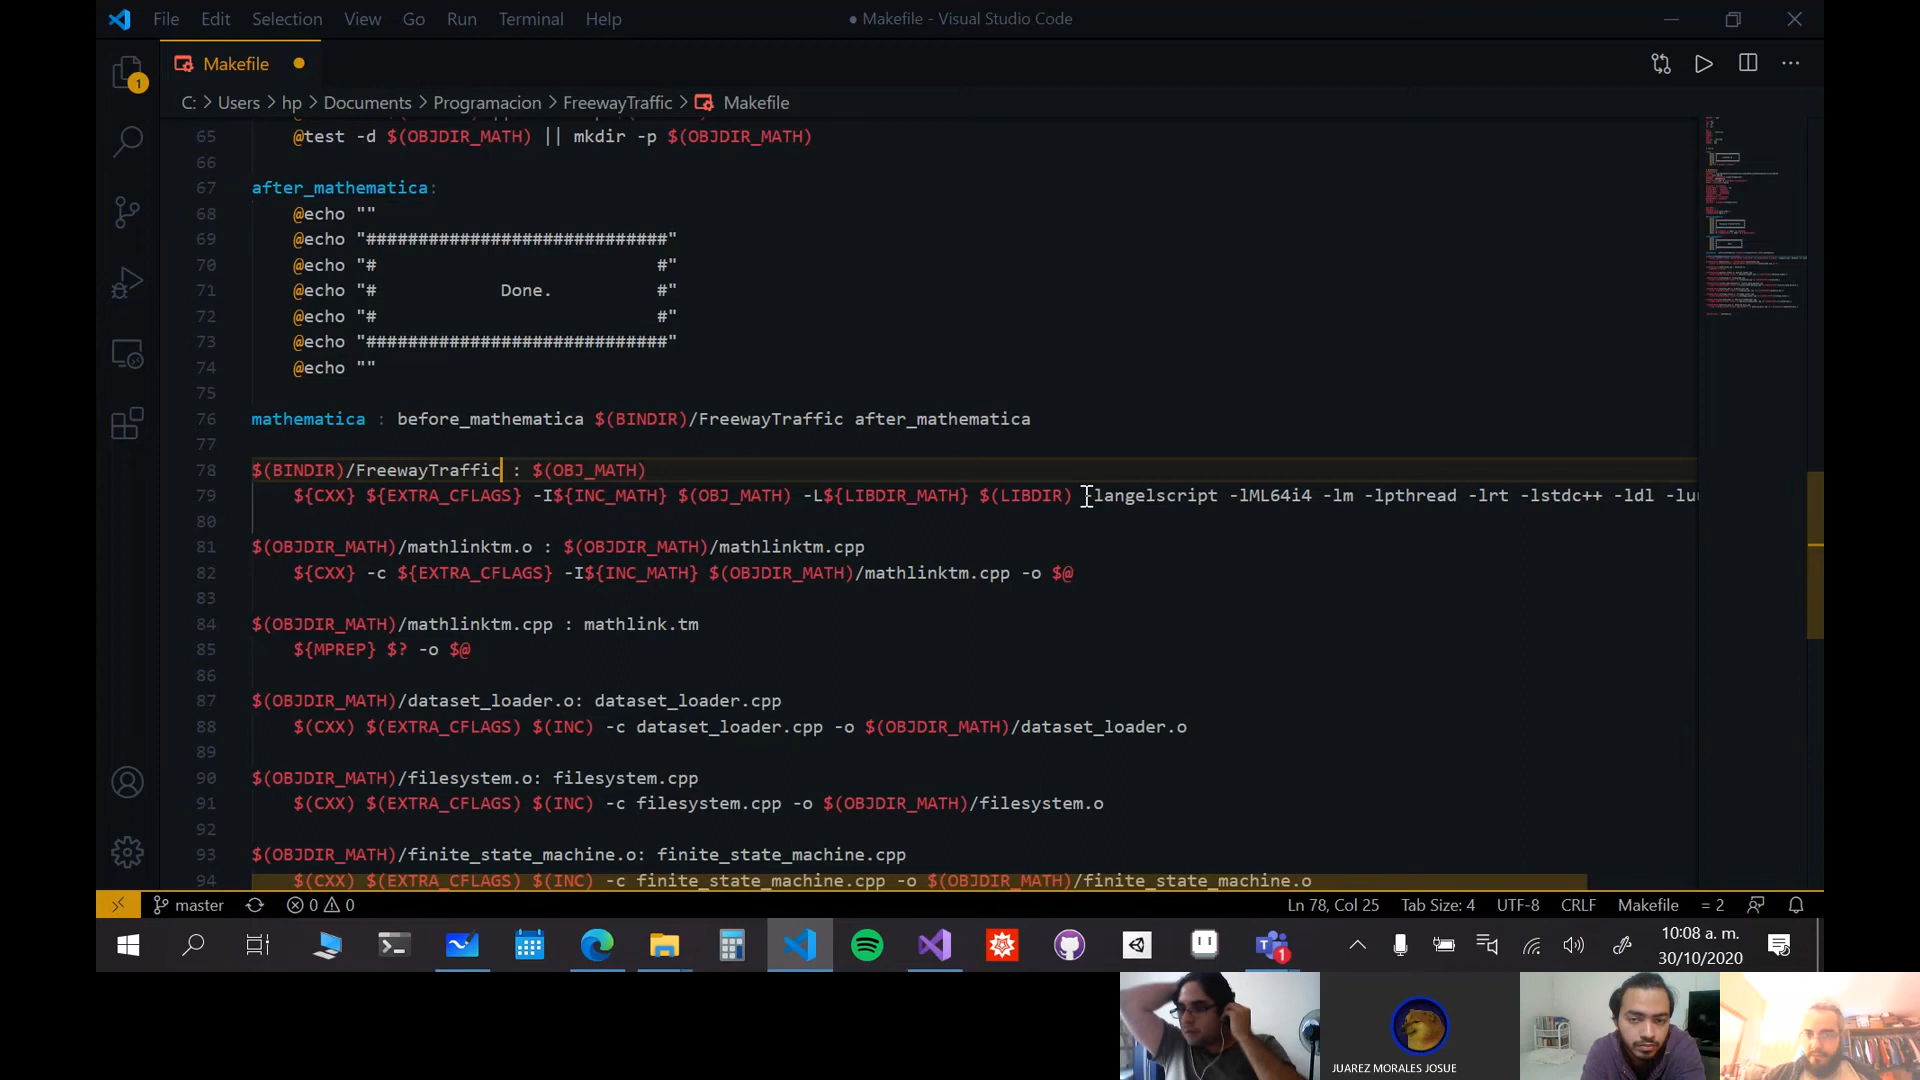 File Edit Selection View Go Run Terminal Help
● Makefile - Visual Studio Code
Makefile
C: > Users > hp > Documents > Programacion > FreewayTraffic > Makefile
65 @test -d $(OBJDIR_MATH) || mkdir -p $(OBJDIR_MATH)
66
67 after_mathematica:
68 @echo ""
69 @echo "#############################"
70 @echo "#                           #"
71 @echo "#            Done.          #"
72 @echo "#                           #"
73 @echo "#############################"
74 @echo ""
75
76 mathematica : before_mathematica $(BINDIR)/FreewayTraffic after_mathematica
77
78 $(BINDIR)/FreewayTraffic : $(OBJ_MATH)
79 ${CXX} ${EXTRA_CFLAGS} -I${INC_MATH} $(OBJ_MATH) -L${LIBDIR_MATH} $(LIBDIR) -langelscript -lML64i4 -lm -lpthread -lrt -lstdc++ -ldl
80
81 $(OBJDIR_MATH)/mathlinktm.o : $(OBJDIR_MATH)/mathlinktm.cpp
82 ${CXX} -c ${EXTRA_CFLAGS} -I${INC_MATH} $(OBJDIR_MATH)/mathlinktm.cpp -o $@
83
84 $(OBJDIR_MATH)/mathlinktm.cpp : mathlink.tm
85 ${MPREP} $? -o $@
86
87 $(OBJDIR_MATH)/dataset_loader.o: dataset_loader.cpp
88 $(CXX) $(EXTRA_CFLAGS) $(INC) -c dataset_loader.cpp -o $(OBJDIR_MATH)/dataset_loader.o
89
90 $(OBJDIR_MATH)/filesystem.o: filesystem.cpp
91 $(CXX) $(EXTRA_CFLAGS) $(INC) -c filesystem.cpp -o $(OBJDIR_MATH)/filesystem.o
92
93 $(OBJDIR_MATH)/finite_state_machine.o: finite_state_machine.cpp
94 $(CXX) $(EXTRA_CFLAGS) $(INC) -c finite_state_machine.cpp -o $(OBJDIR_MATH)/finite_state_machine.o
master 0 0 Ln 78, Col 25 Tab Size: 4 UTF-8 CRLF Makefile = 2
10:08 a. m.
30/10/2020
JUAREZ MORALES JOSUE